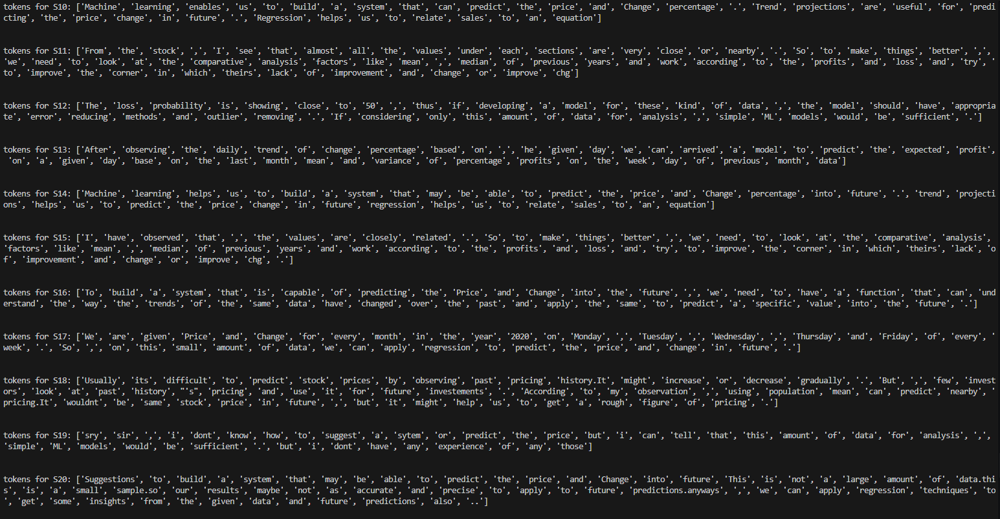 tokens for S10: ['Machine', 'learning', 'enables', 'us', 'to', 'build', 'a', 'system', 'that', 'can', 'predict', 'the', 'price', 'and', 'Change', 'percentage', '.', 'Trend', 'projections', 'are', 'useful', 'for', 'predi
cting', 'the', 'price', 'change', 'in', 'future', '.', 'Regression', 'helps', 'us', 'to', 'relate', 'sales', 'to', 'an', 'equation']
tokens for S11: ['From', 'the', 'stock', ',', 'I', 'see', 'that', 'almost', 'all', 'the', 'values', 'under', 'each', 'sections', 'are', 'very', 'close', 'or', 'nearby', '.', 'So', 'to', 'make', 'things', 'better', ',',
'we', 'need', 'to', 'look', 'at', 'the', 'comparative', 'analysis', 'factors', 'like', 'mean', ',', 'median', 'of', 'previous', 'years', 'and', 'work', 'according', 'to', 'the', 'profits', 'and', 'loss', 'and', 'try', '
to', 'improve', 'the', 'corner', 'in', 'which', 'theirs', 'lack', 'of', 'improvement', 'and', 'change', 'or', 'improve', 'chg']
tokens for S12: ['The', 'loss', 'probability', 'is', 'showing', 'close', 'to', '50', ',', 'thus', 'if', 'developing', 'a', 'model', 'for', 'these', 'kind', 'of', 'data', ',', 'the', 'model', 'should', 'have', 'appropria
te', 'error', 'reducing', 'methods', 'and', 'outlier', 'removing', '.', 'If', 'considering', 'only', 'this', 'amount', 'of', 'data', 'for', 'analysis', ',', 'simple', 'ML', 'models', 'would', 'be', 'sufficient', '.']
tokens for S13: ['After', 'observing', 'the', 'daily', 'trend', 'of', 'change', 'percentage', 'based', 'on', ',', 'he', 'given', 'day', 'we', 'can', 'arrived', 'a', 'model', 'to', 'predict', 'the', 'expected', 'profit',
'on', 'a', 'given', 'day', 'base', 'on', 'the', 'last', 'month', 'mean', 'and', 'variance', 'of', 'percentage', 'profits', 'on', 'the', 'week', 'day', 'of', 'previous', 'month', 'data']
tokens for S14: ['Machine', 'learning', 'helps', 'us', 'to', 'build', 'a', 'system', 'that', 'may', 'be', 'able', 'to', 'predict', 'the', 'price', 'and', 'Change', 'percentage', 'into', 'future', '.', 'trend', 'projecti
ons', 'helps', 'us', 'to', 'predict', 'the', 'price', 'change', 'in', 'future', 'regression', 'helps', 'us', 'to', 'relate', 'sales', 'to', 'an', 'equation']
tokens for S15: ['I', 'have', 'observed', 'that', ',', 'the', 'values', 'are', 'closely', 'related', '.', 'So', 'to', 'make', 'things', 'better', ',', 'we', 'need', 'to', 'look', 'at', 'the', 'comparative', 'analysis',
'factors', 'like', 'mean', ',', 'median', 'of', 'previous', 'years', 'and', 'work', 'according', 'to', 'the', 'profits', 'and', 'loss', 'and', 'try', 'to', 'improve', 'the', 'corner', 'in', 'which', 'theirs', 'lack', 'o
f', 'improvement', 'and', 'change', 'or', 'improve', 'chg', '.']
tokens for S16: ['To', 'build', 'a', 'system', 'that', 'is', 'capable', 'of', 'predicting', 'the', 'Price', 'and', 'Change', 'into', 'the', 'future', ',', 'we', 'need', 'to', 'have', 'a', 'function', 'that', 'can', 'und
erstand', 'the', 'way', 'the', 'trends', 'of', 'the', 'same', 'data', 'have', 'changed', 'over', 'the', 'past', 'and', 'apply', 'the', 'same', 'to', 'predict', 'a', 'specific', 'value', 'into', 'the', 'future', '.']
tokens for S17: ['We', 'are', 'given', 'Price', 'and', 'Change', 'for', 'every', 'month', 'in', 'the', 'year', '2020', 'on', 'Monday', ',', 'Tuesday', ',', 'Wednesday', ',', 'Thursday', 'and', 'Friday', 'of', 'every', '
week', '.', 'So', ',', 'on', 'this', 'small', 'amount', 'of', 'data', 'we', 'can', 'apply', 'regression', 'to', 'predict', 'the', 'price', 'and', 'change', 'in', 'future', '.']
tokens for S18: ['Usually', 'its', 'difficult', 'to', 'predict', 'stock', 'prices', 'by', 'observing', 'past', 'pricing', 'history.It', 'might', 'increase', 'or', 'decrease', 'gradually', '.', 'But', ',', 'few', 'invest
ors', 'look', 'at', 'past', 'history', "'s", 'pricing', 'and', 'use', 'it', 'for', 'future', 'investements', '.', 'According', 'to', 'my', 'observation', ',', 'using', 'population', 'mean', 'can', 'predict', 'nearby', '
pricing.It', 'wouldnt', 'be', 'same', 'stock', 'price', 'in', 'future', ',', 'but', 'it', 'might', 'help', 'us', 'to', 'get', 'a', 'rough', 'figure', 'of', 'pricing', '.']
tokens for S19: ['sry', 'sir', ',', 'i', 'dont', 'know', 'how', 'to', 'suggest', 'a', 'sytem', 'or', 'predict', 'the', 'price', 'but', 'i', 'can', 'tell', 'that', 'this', 'amount', 'of', 'data', 'for', 'analysis', ',',
'simple', 'ML', 'models', 'would', 'be', 'sufficient', '.', 'but', 'i', 'dont', 'have', 'any', 'experience', 'of', 'any', 'those']
tokens for S20: ['Suggestions', 'to', 'build', 'a', 'system', 'that', 'may', 'be', 'able', 'to', 'predict', 'the', 'price', 'and', 'Change', 'into', 'future', 'This', 'is', 'not', 'a', 'large', 'amount', 'of', 'data.thi
s', 'is', 'a', 'small', 'sample.so', 'our', 'results', 'maybe', 'not', 'as', 'accurate', 'and', 'precise', 'to', 'apply', 'to', 'future', 'predictions.anyways', ',', 'we', 'can', 'apply', 'regression', 'techniques', 'to
', 'get', 'some', 'insights', 'from', 'the', 'given', 'data', 'and', 'future', 'predictions', 'also', '..']